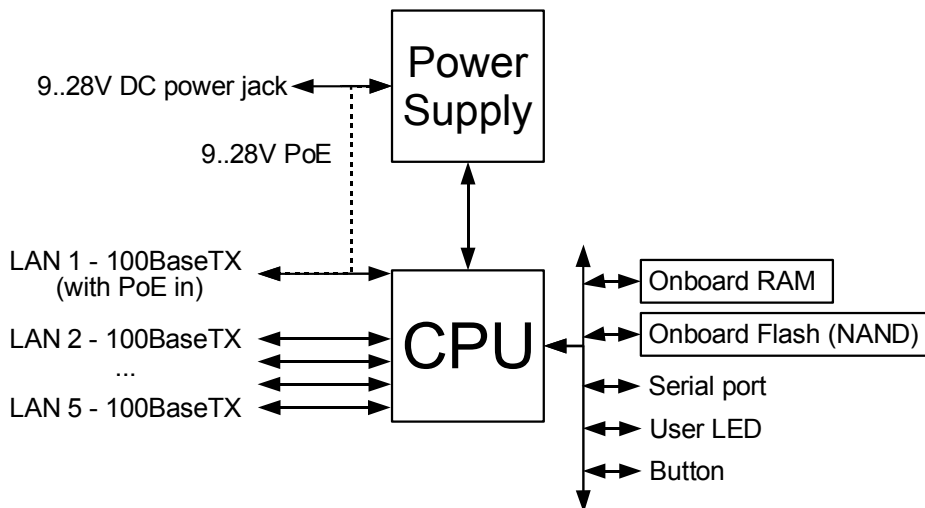 Power
Supply
9..28V DC power jack
9..28V PoE
LAN 1 - 100BaseTX
(with PoE in)
LAN 2 - 100BaseTX
...
LAN 5 - 100BaseTX
CPU
Onboard RAM
Onboard Flash (NAND)
Serial port
User LED
Button